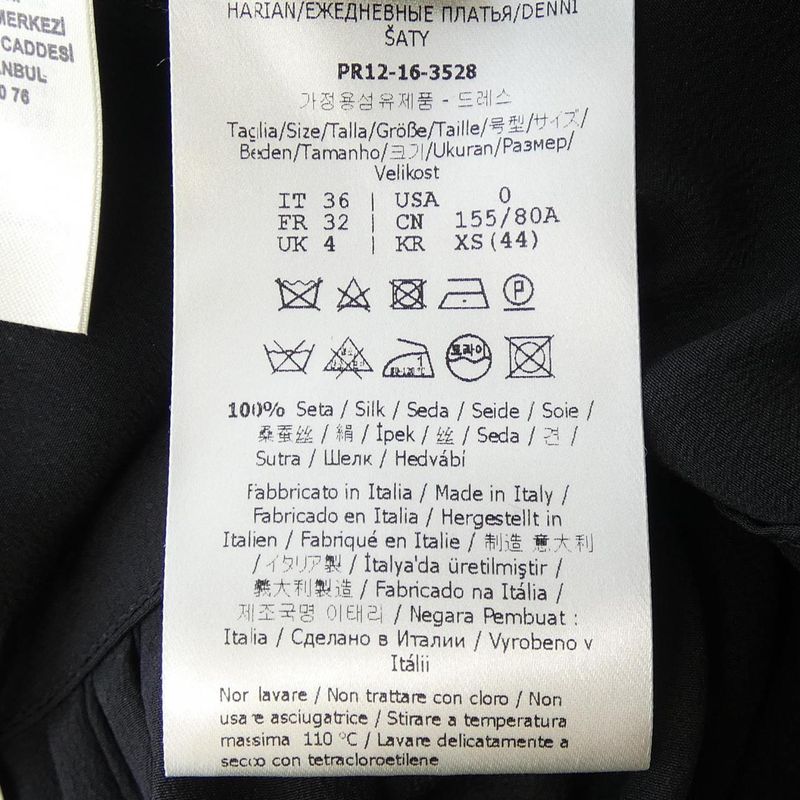 MERKEZİ
CADDESİ
ANBUL
0 76
HARIAN/ЕЖЕДНЕВНЫЕ ПЛАТЬЯ/DENNI
ŠATY
PR12-16-3528
가정용섬유제품 - 드레스
Taglia/Size/Talla/Größe/Taille/号型/サイズ/
Beden/Tamanho/크기/Ukuran/Размер/
Velikost
IT 36 | USA 0
FR 32 | CN 155/80A
UK 4 | KR XS(44)
P
드라이
100% Seta / Silk / Seda / Seide / Soie /
桑蚕丝 / 絹 / İpek / 丝 / Seda / 견 /
Sutra / Шелк / Hedvábí
Fabbricato in Italia / Made in Italy /
Fabricado en Italia / Hergestellt in
Italien / Fabriqué en Italie / 制造 意大利
/ イタリア製 / İtalya'da üretilmiştir /
義大利製造 / Fabricado na Itália /
제조국명 이태리 / Negara Pembuat :
Italia / Сделано в Италии / Vyrobeno v
Itálii
Non lavare / Non trattare con cloro / Non
usare asciugatrice / Stirare a temperatura
massima 110 °C / Lavare delicatamente a
secco con tetracloroetilene